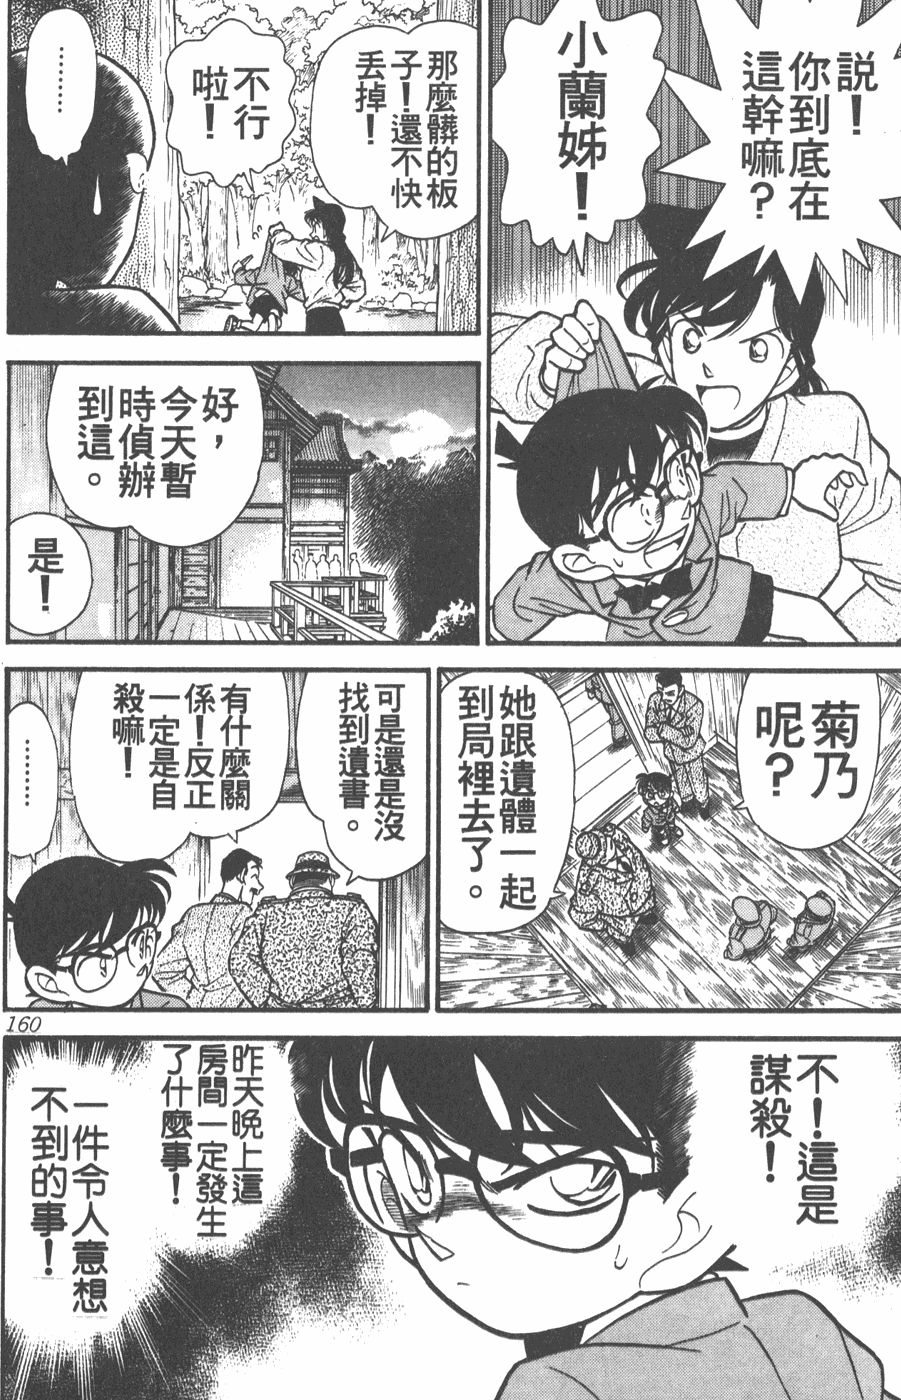 說！
你到底在
這幹嘛？
小蘭姊！
那麼髒的板
子！還不快
丟掉！
不行
啦！
………
好，
今天暫
時偵辦
到這。
是！
菊乃
呢？
她跟遺體一起
到局裡去了。
可是還是沒
找到遺書。
有什麼關
係！反正
一定是自
殺嘛！
………
160
不！這是
謀殺！
昨天晚上這
房間一定發生
了什麼事！
一件令人意想
不到的事！